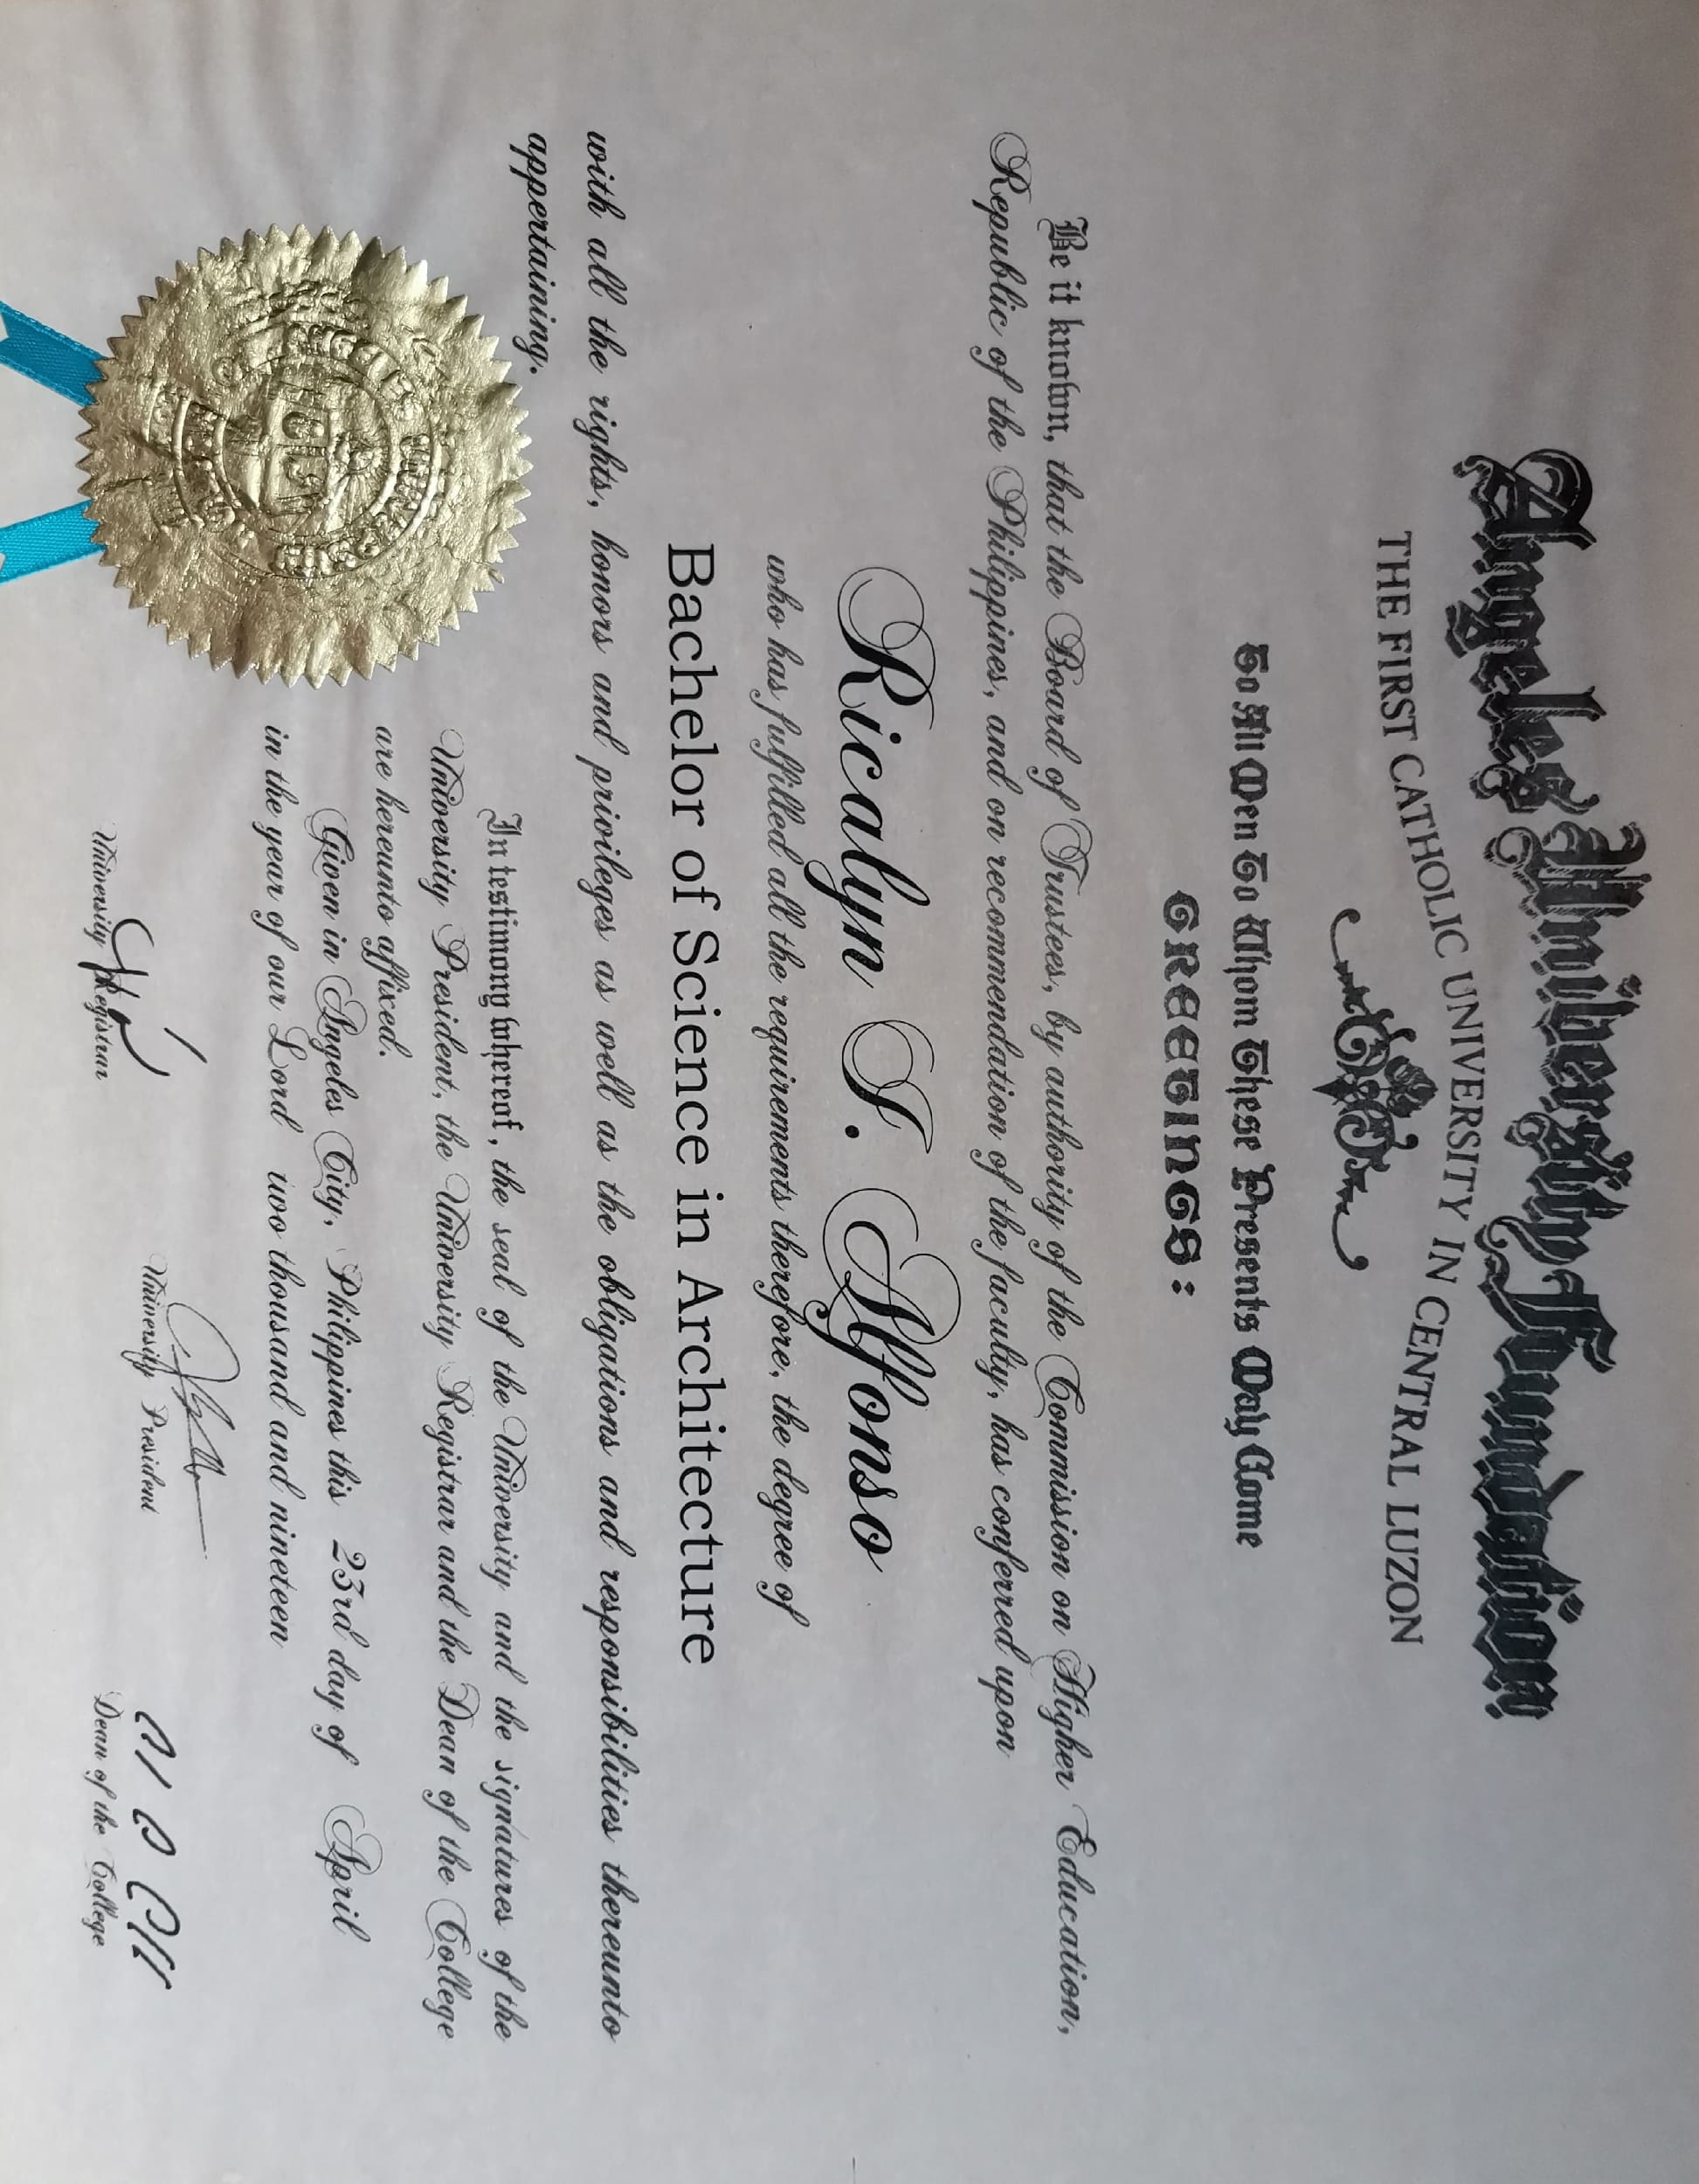 Angeles University Foundation
THE FIRST CATHOLIC UNIVERSITY IN CENTRAL LUZON
To All Men To Whom These Presents May Come
GREETINGS:
Be it known, that the Board of Trustees, by authority of the Commission on Higher Education,
Republic of the Philippines, and on recommendation of the faculty, has conferred upon
Ricalyn S. Alfonso
who has fulfilled all the requirements therefore, the degree of
Bachelor of Science in Architecture
with all the rights, honors and privileges as well as the obligations and responsibilities thereunto
appertaining.
In testimony whereof, the seal of the University and the signatures of the
University President, the University Registrar and the Dean of the College
are hereunto affixed.
Given in Angeles City, Philippines this 23rd day of April
in the year of our Lord two thousand and nineteen
University Registrar
University President
Dean of the College